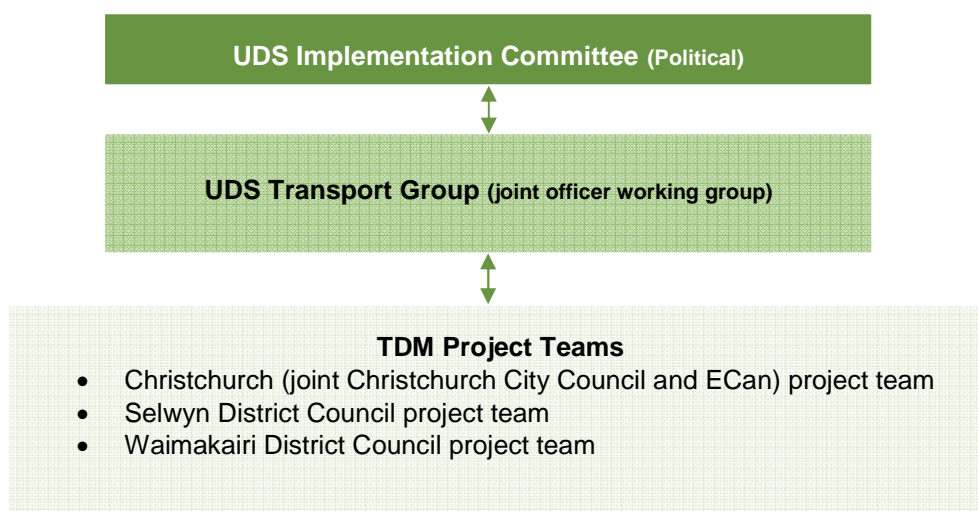 UDS Implementation Committee (Political)
UDS Transport Group (joint officer working group)
TDM Project Teams
• Christchurch (joint Christchurch City Council and ECan) project team
• Selwyn District Council project team
• Waimakairi District Council project team